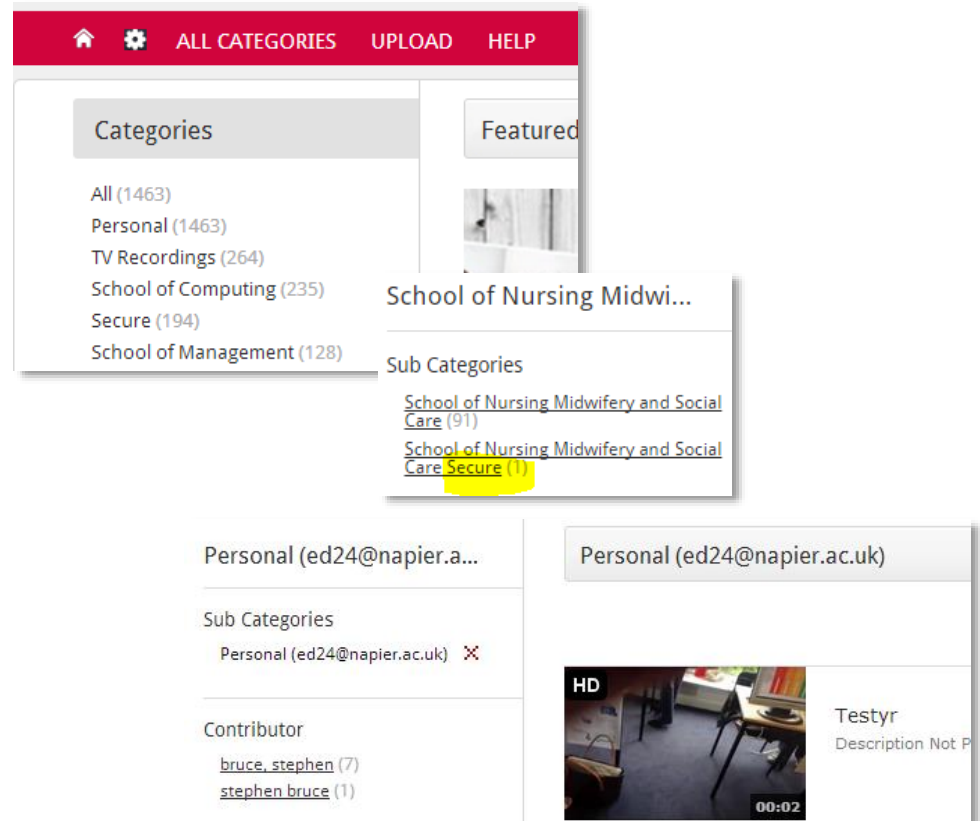 ALL CATEGORIES UPLOAD HELP
Categories
Featured
All (1463)
Personal (1463)
TV Recordings (264)
School of Computing (235)
Secure (194)
School of Management (128)
School of Nursing Midwi...
Sub Categories
School of Nursing Midwifery and Social
Care (91)
School of Nursing Midwifery and Social
Care Secure (1)
Personal (ed24@napier.a...
Sub Categories
Personal (ed24@napier.ac.uk)
Contributor
bruce, stephen (7)
stephen bruce (1)
Personal (ed24@napier.ac.uk)
HD
00:02
Testyr
Description Not P